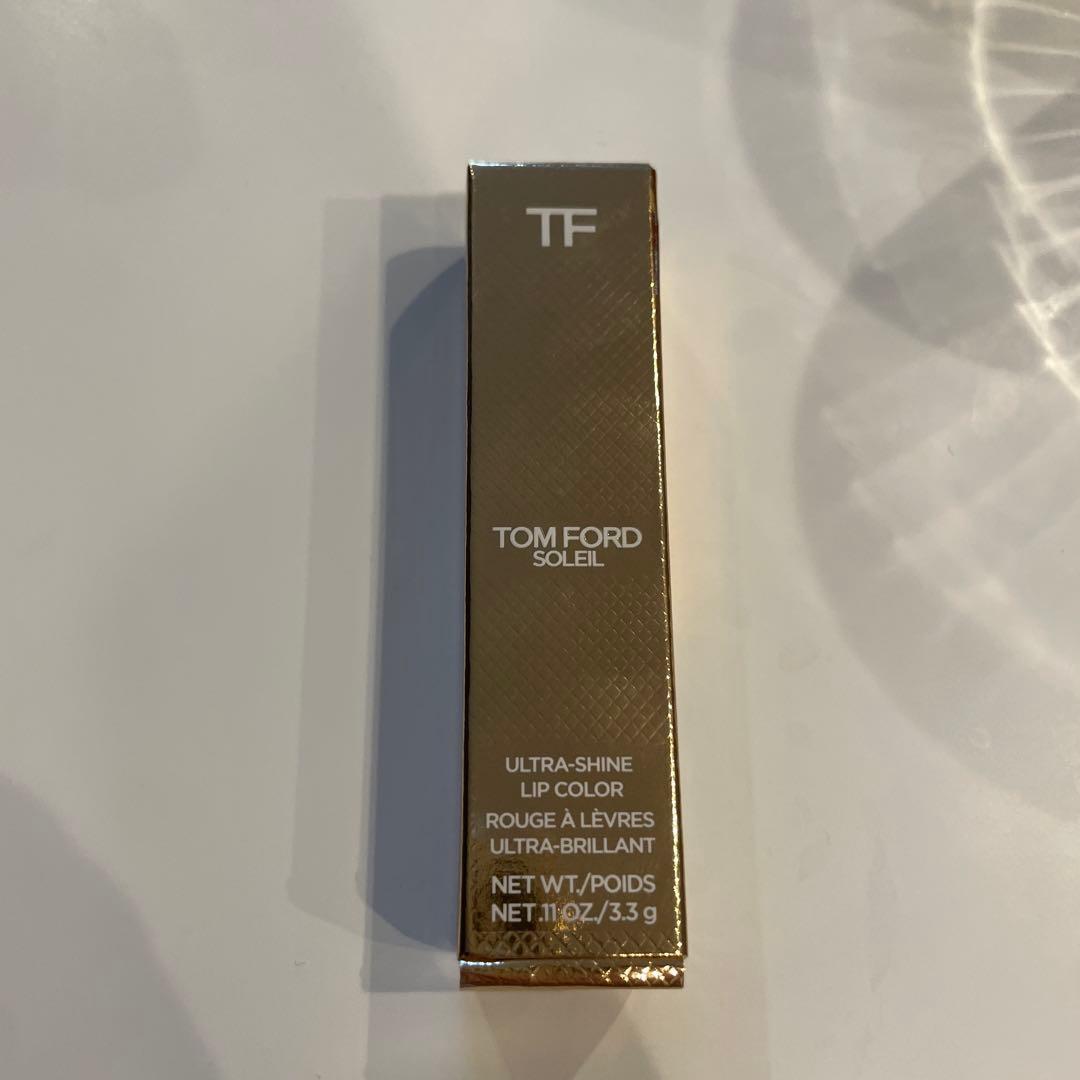 TF
TOM FORD
SOLEIL
ULTRA-SHINE
LIP COLOR
ROUGE À LÈVRES
ULTRA-BRILLANT
NET WT./POIDS
NET .11 OZ./3.3 g